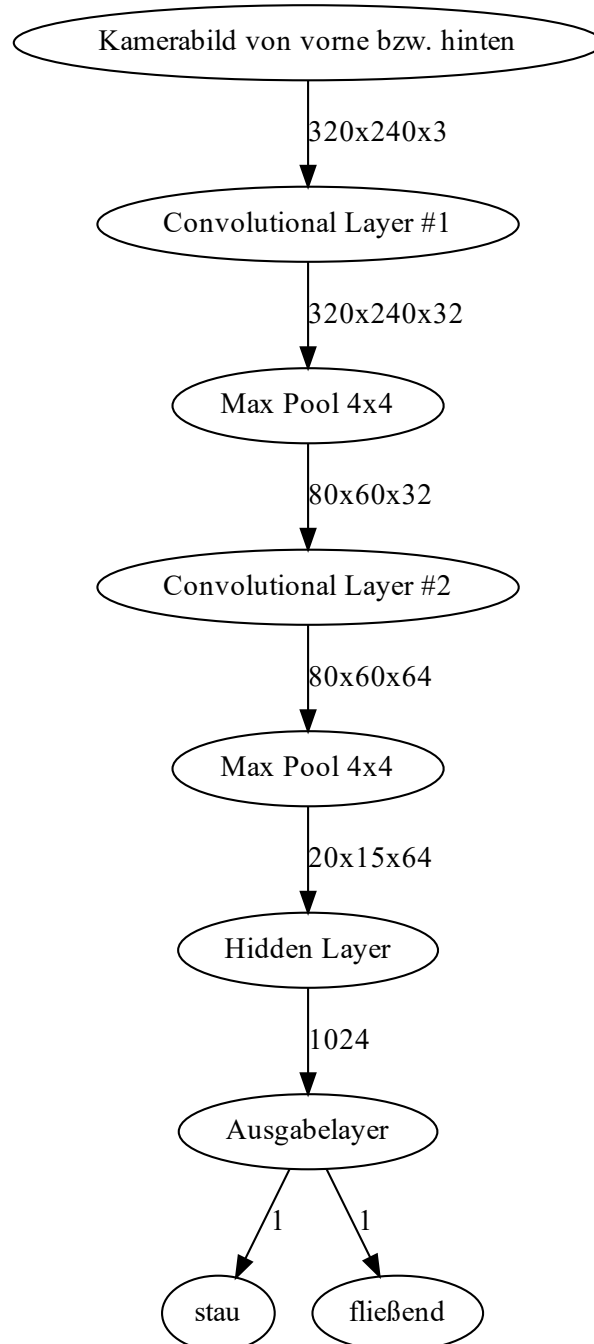 Kamerabild von vorne bzw. hinten
320x240x3
Convolutional Layer #1
320x240x32
Max Pool 4x4
80x60x32
Convolutional Layer #2
80x60x64
Max Pool 4x4
20x15x64
Hidden Layer
1024
Ausgabelayer
1
1
stau
fließend